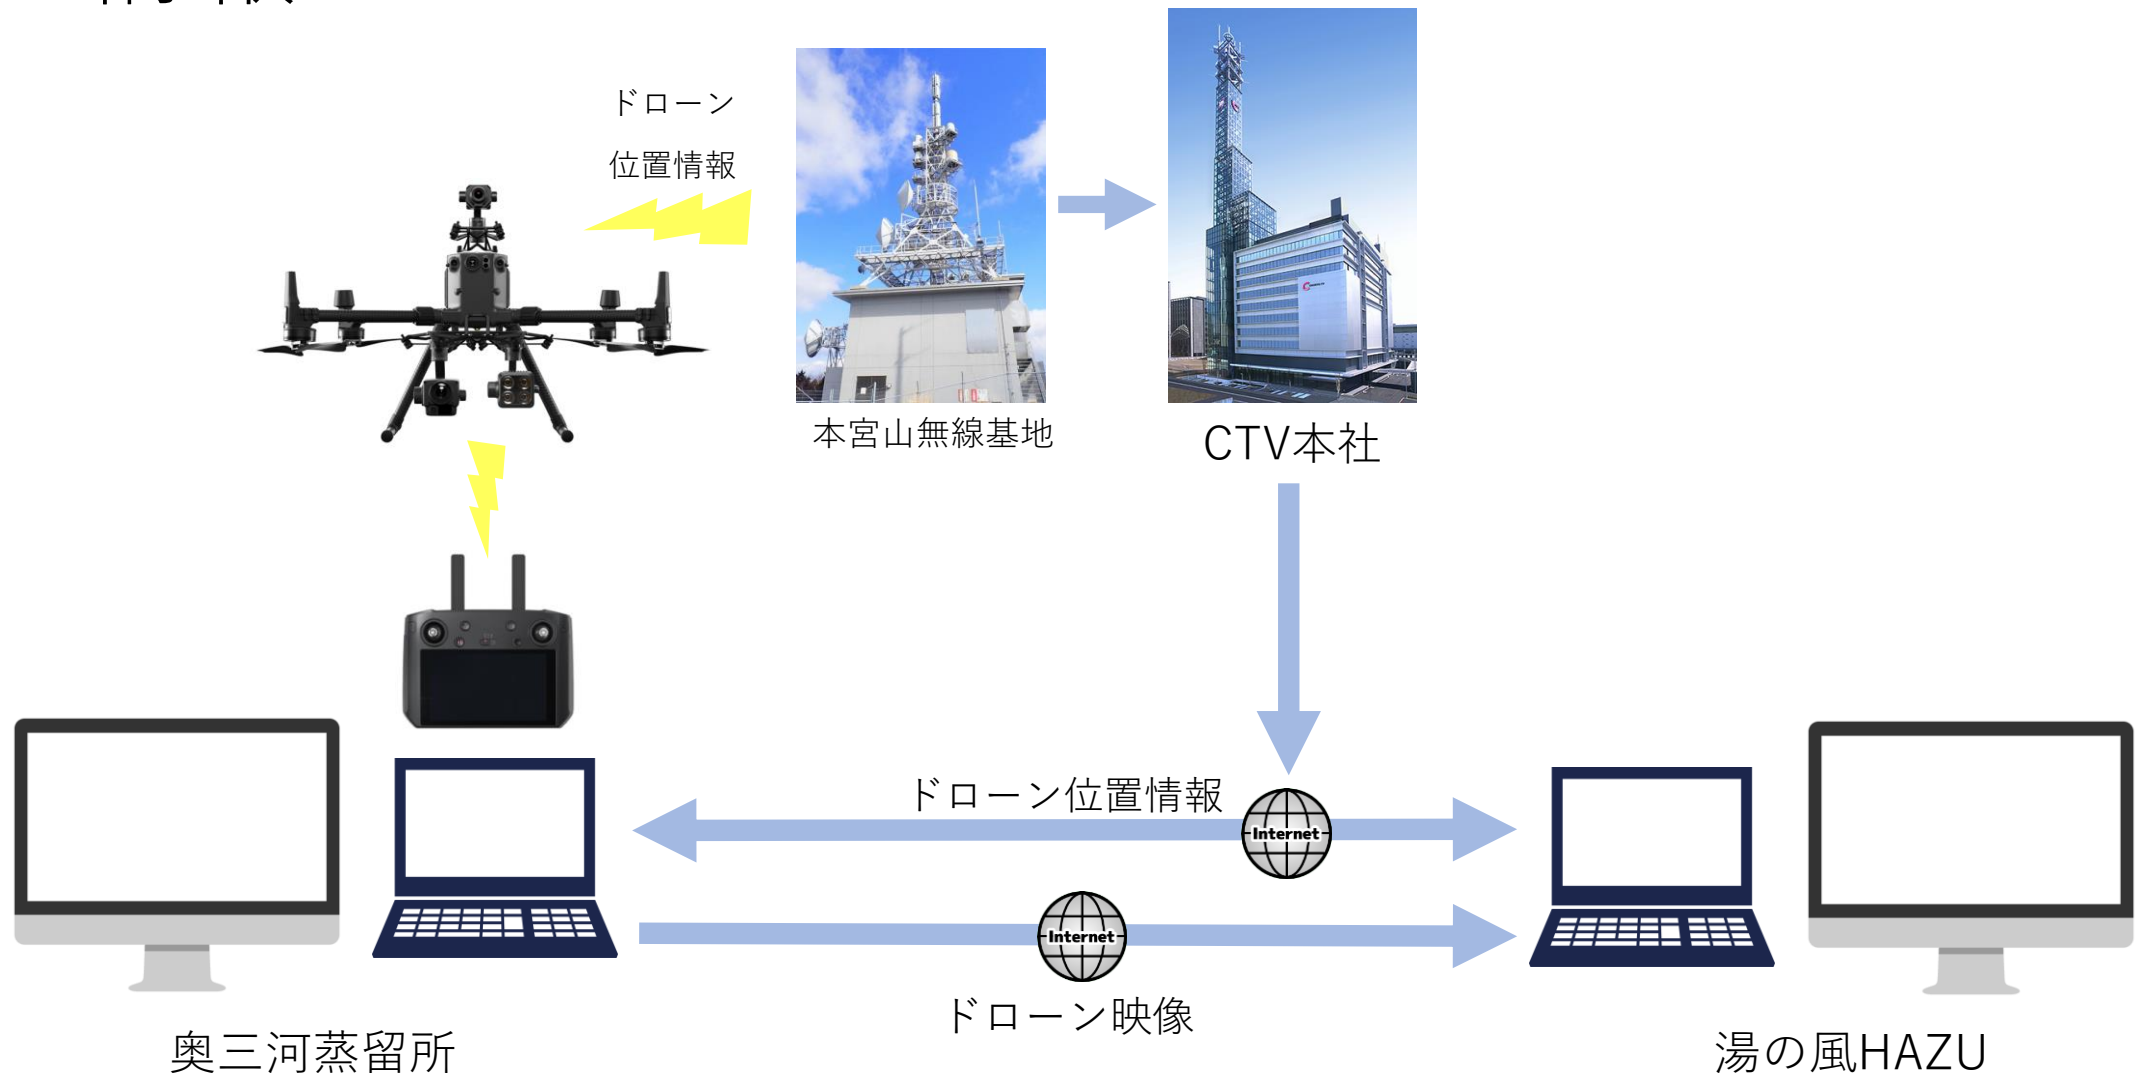 ドローン
位置情報
本宮山無線基地
CTV本社
ドローン位置情報
Internet
Internet
ドローン映像
奥三河蒸留所
湯の風HAZU